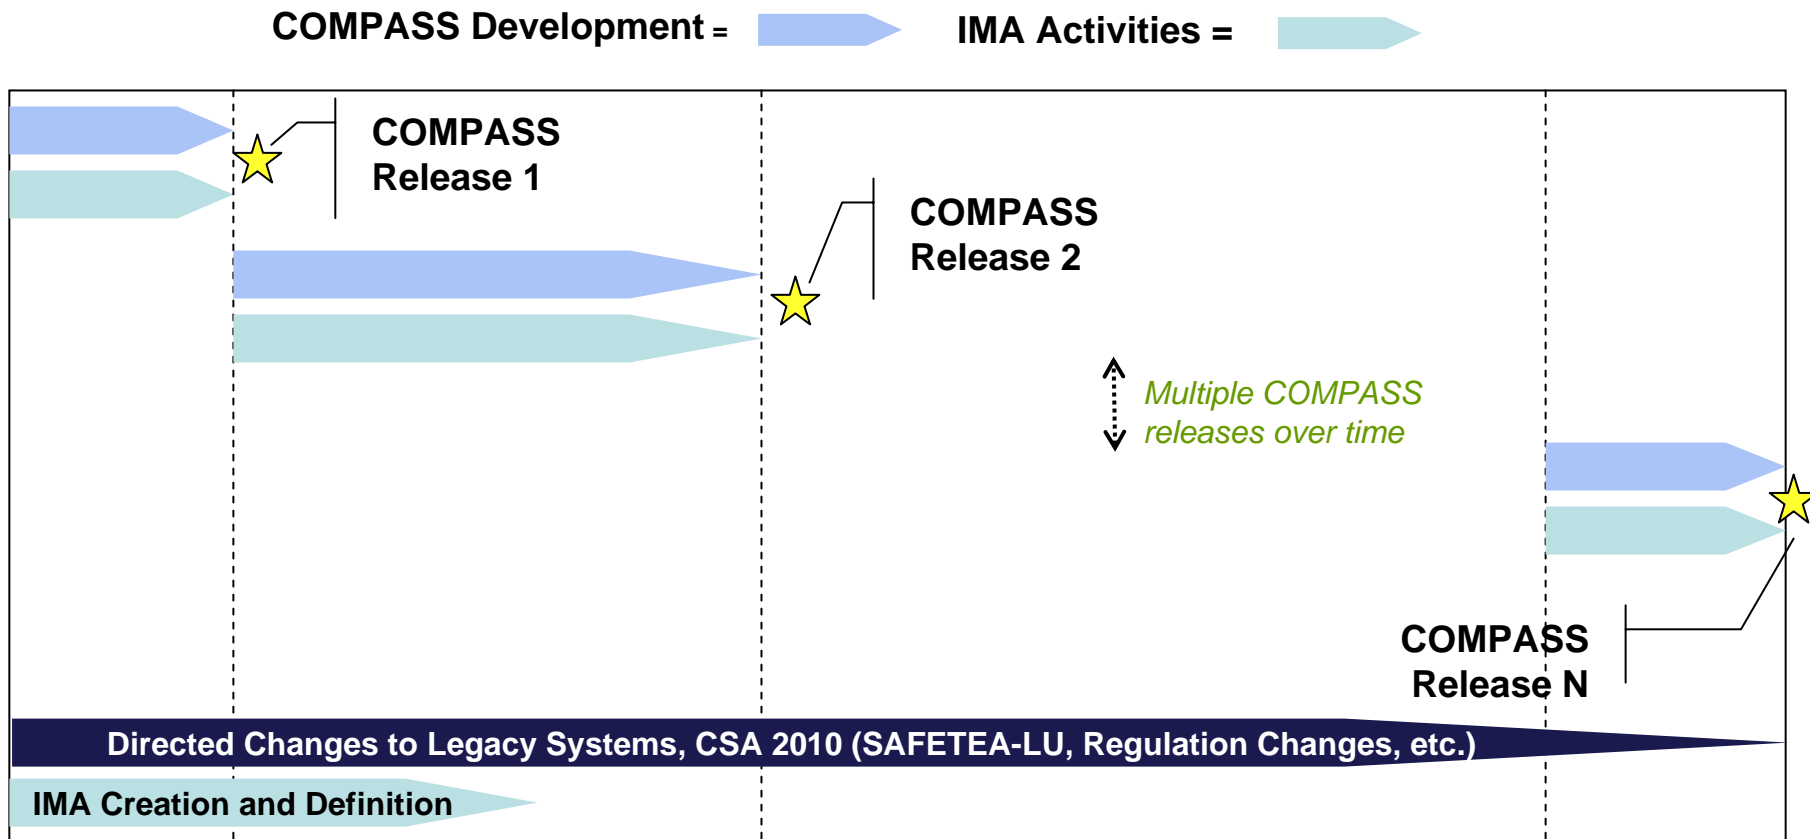 COMPASS Development =
IMA Activities =
COMPASS
Release 1
COMPASS
Release 2
Multiple COMPASS
releases over time
COMPASS
Release N
Directed Changes to Legacy Systems, CSA 2010 (SAFETEA-LU, Regulation Changes, etc.)
IMA Creation and Definition